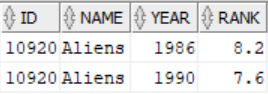 ID NAME YEAR RANK
10920 Aliens 1986 8.2
10920 Aliens 1990 7.6